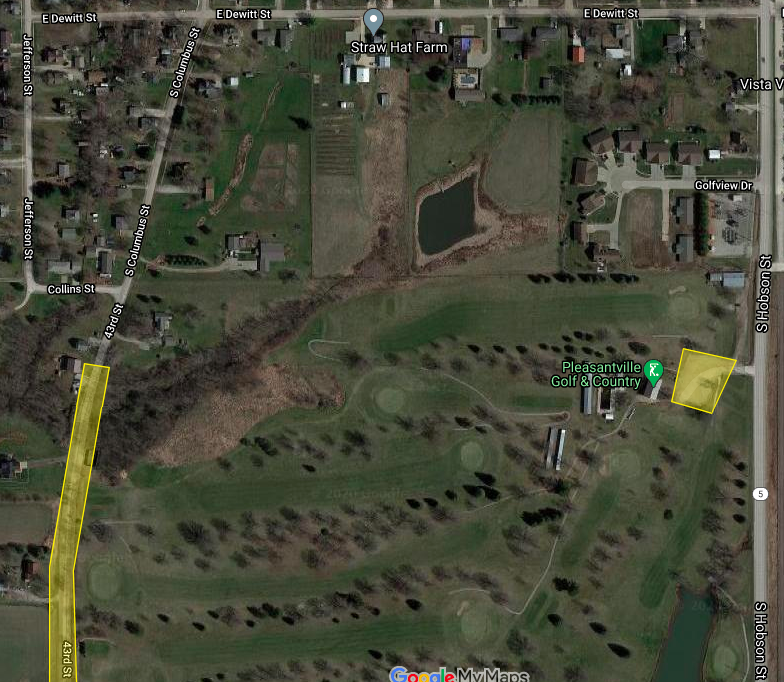 E Dewitt St
E Dewitt St
E Dewitt St
Straw Hat Farm
Jefferson St
S Columbus St
Vista V
Golfview Dr
Jefferson St
S Columbus St
Collins St
43rd St
S Hobson St
Pleasantville
Golf & Country
5
S Hobson St
43rd St
Google My Maps